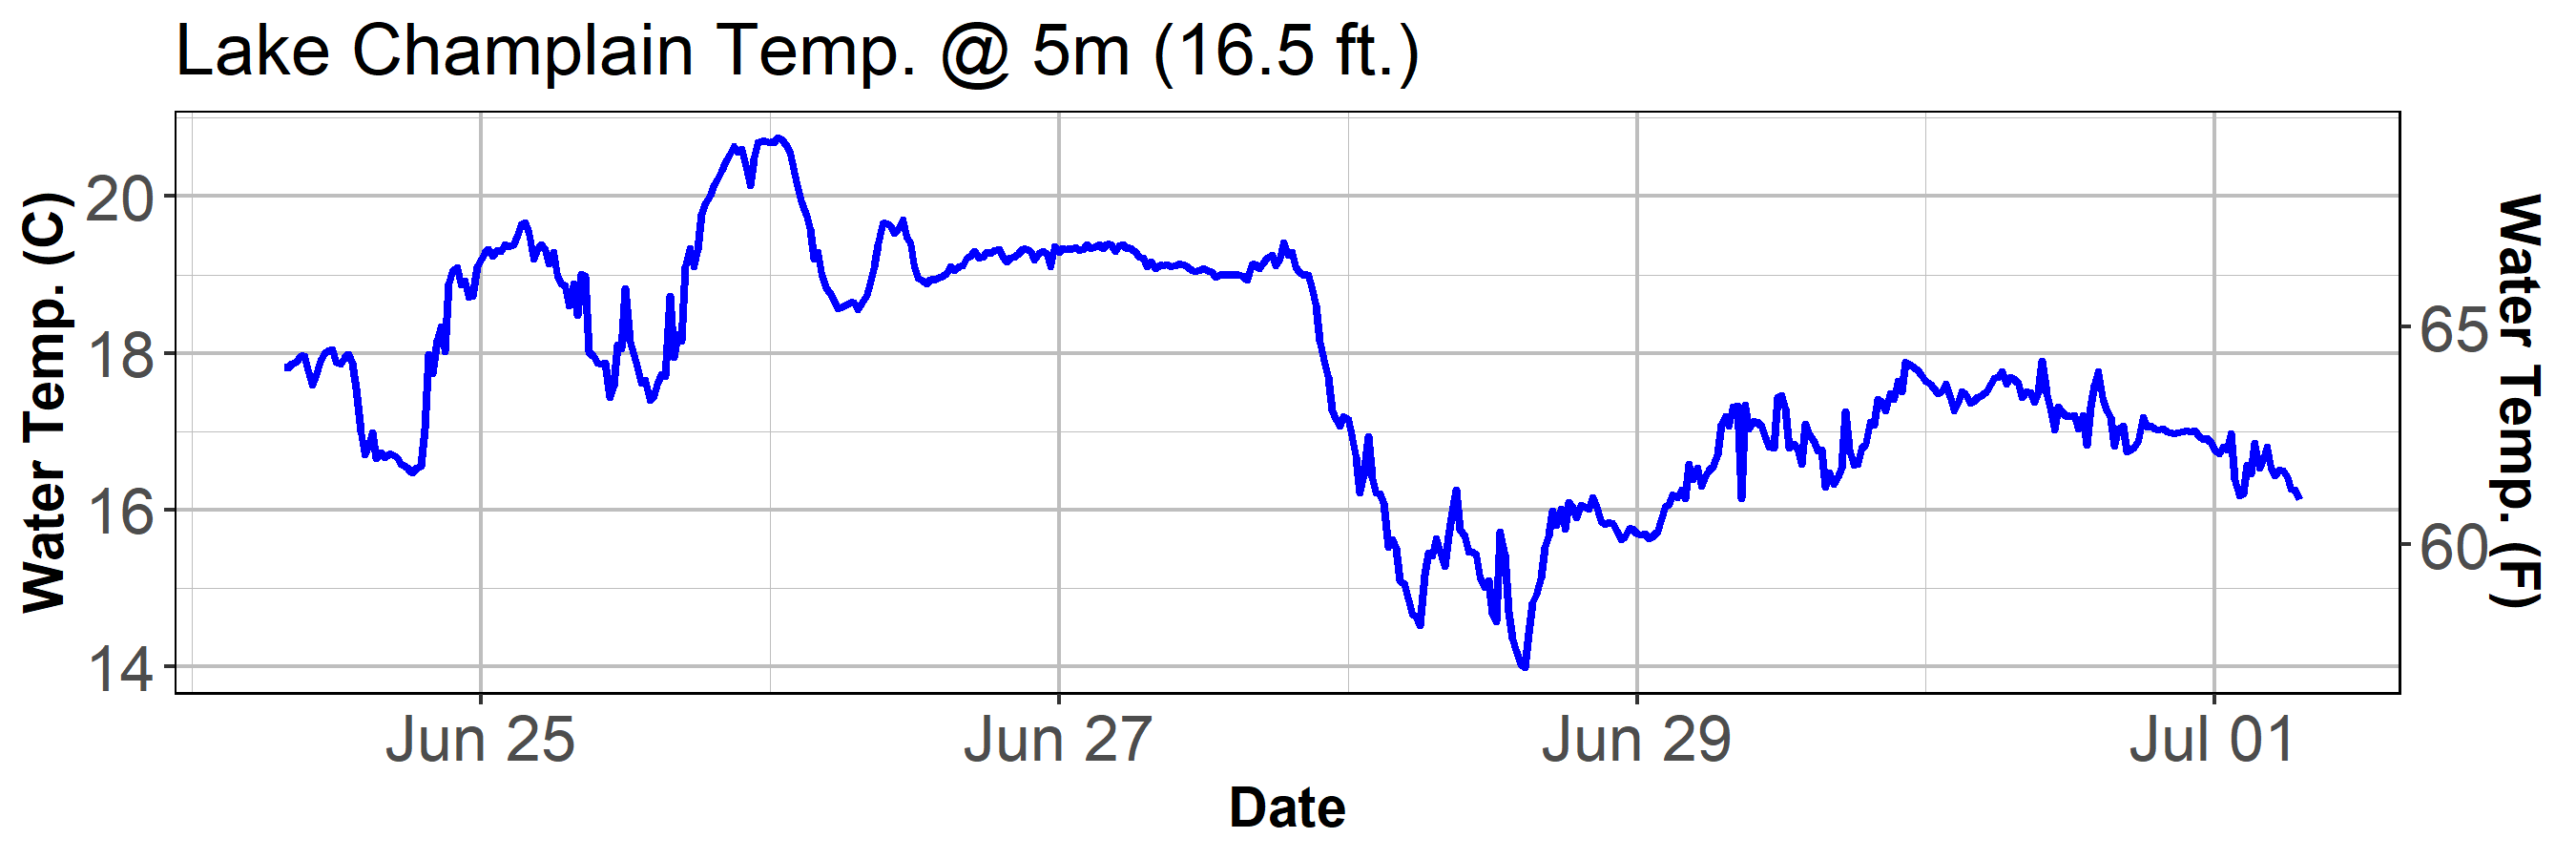 Lake Champlain Temp. @ 5m (16.5 ft.)
Water Temp. (C)
20
18
16
14
65
60
Water Temp. (F)
Jun 25
Jun 27
Jun 29
Jul 01
Date